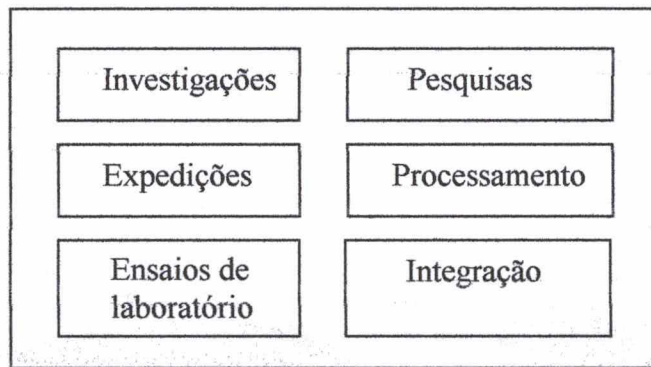 Investigações
Pesquisas
Expedições
Processamento
Ensaios de
laboratório
Integração